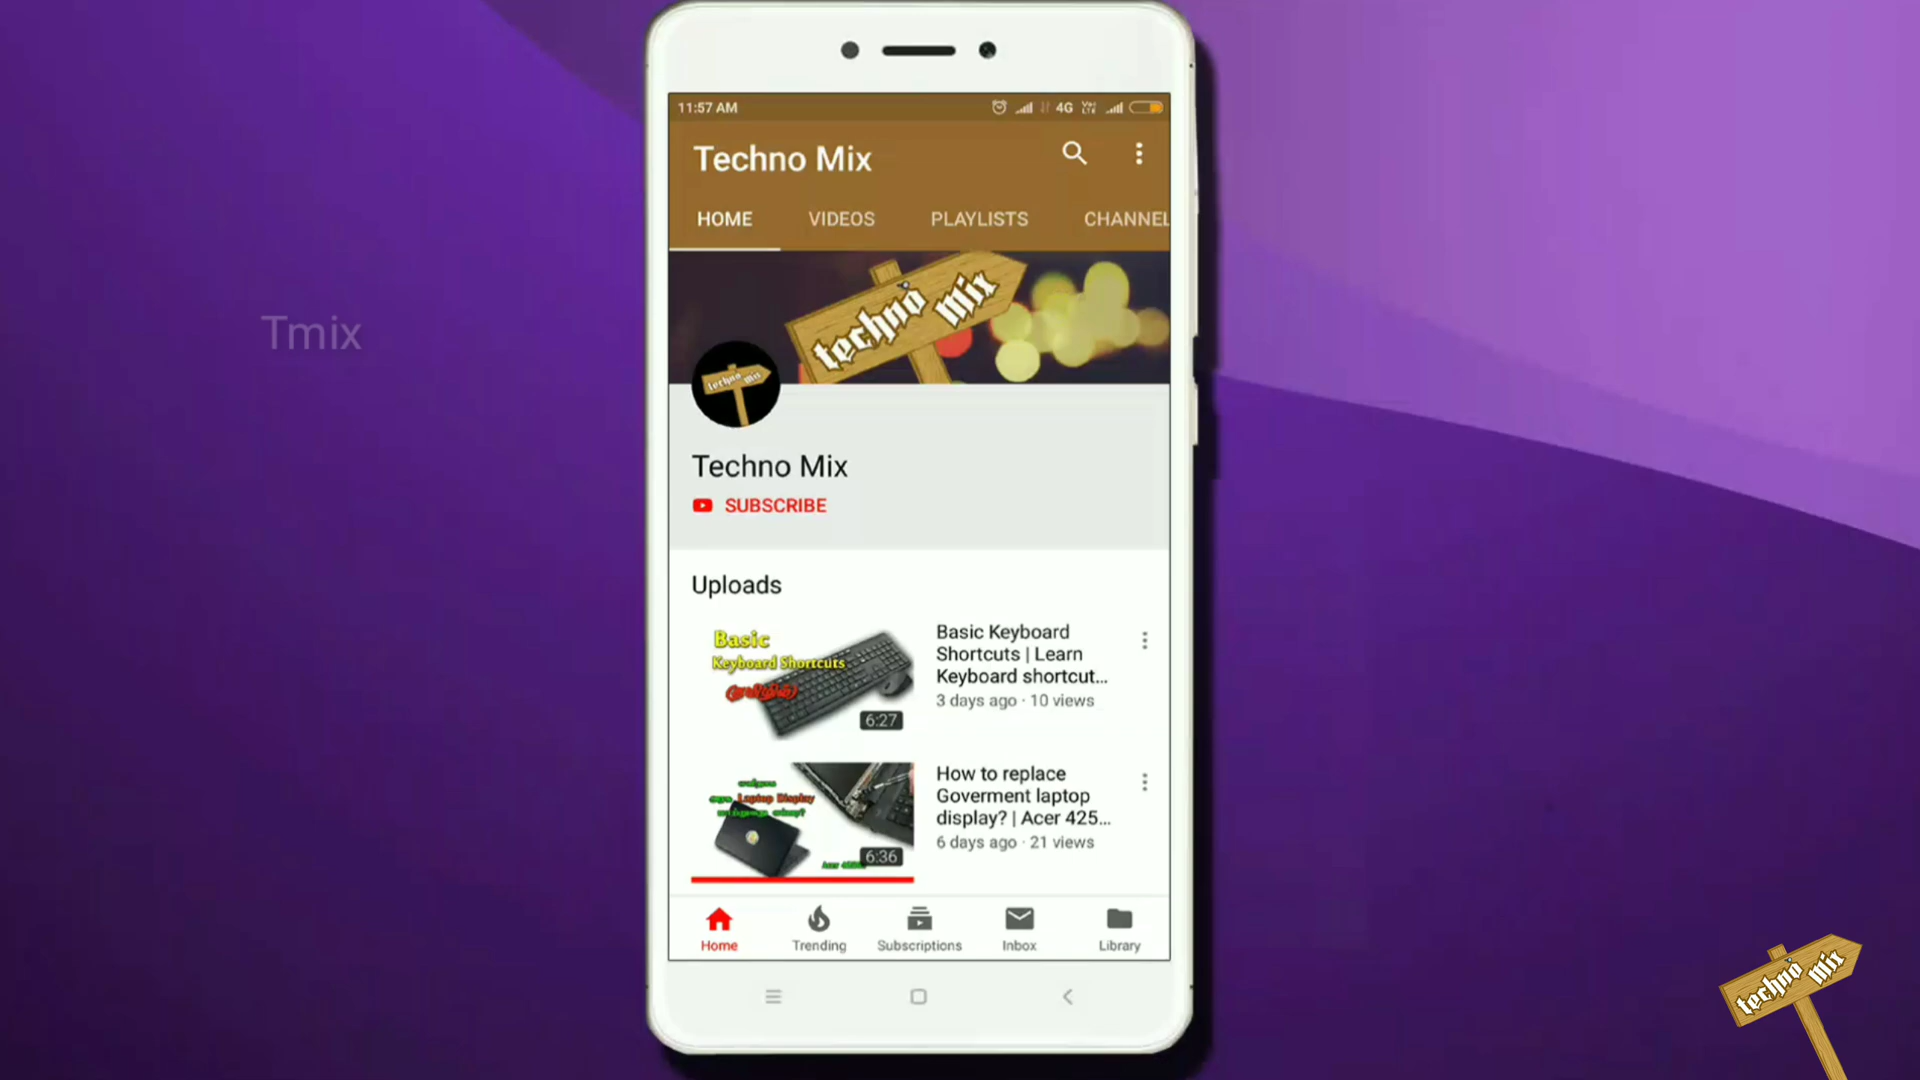 11:57 AM
4G
Techno Mix
HOME VIDEOS PLAYLISTS CHANNEL
techno mix
Tmix
techno mix
Techno Mix
SUBSCRIBE
Uploads
Basic
Keyboard Shortcuts
6:27
Basic Keyboard
Shortcuts | Learn
Keyboard shortcut...
3 days ago · 10 views
Laptop Display
6:36
How to replace
Goverment laptop
display? | Acer 425...
6 days ago · 21 views
Home Trending Subscriptions Inbox Library
techno mix